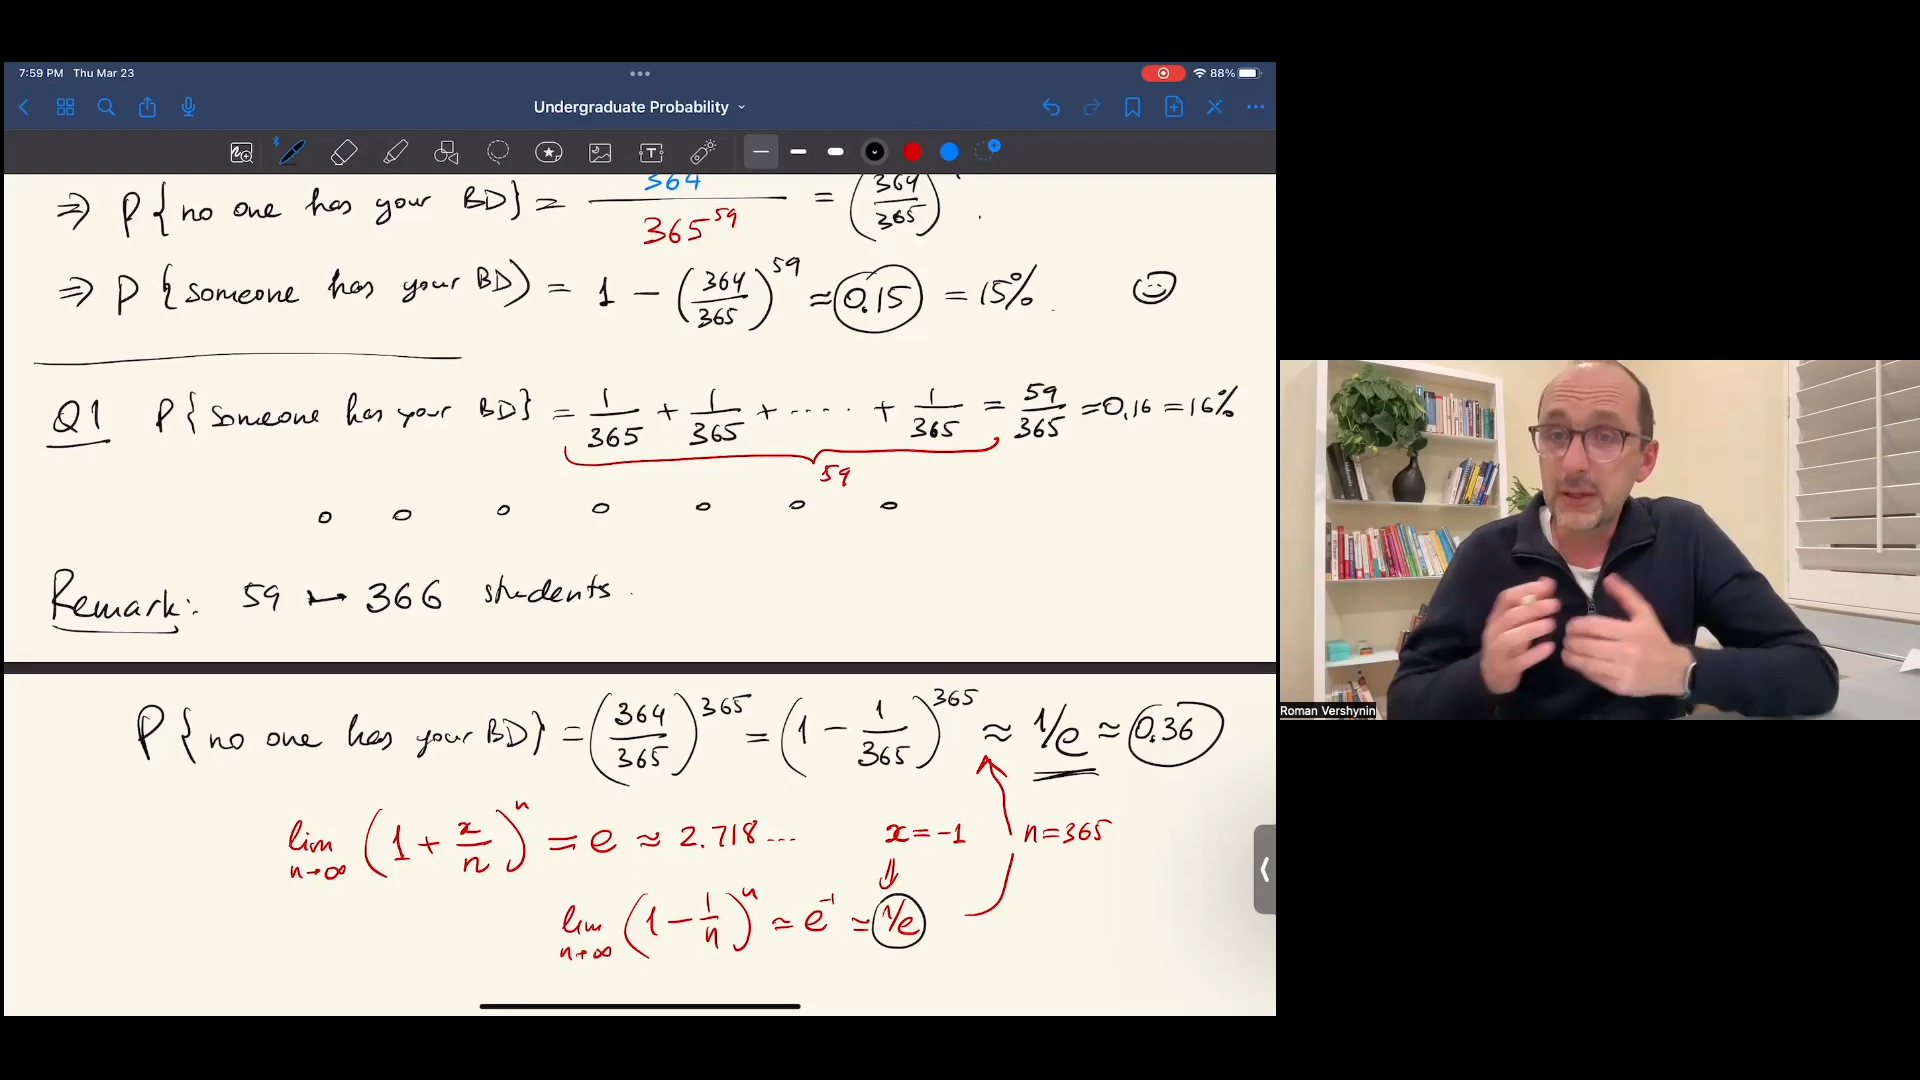 7:59 PM Thu Mar 23
88%
Undergraduate Probability
⇒ P{no one has your BD} = 364 / 365^59 = (364/365)
⇒ P{someone has your BD) = 1 − (364/365)^59 ≈ 0.15 = 15%.
Q1 P{Someone has your BD} = 1/365 + 1/365 + ..... + 1/365 = 59/365 = 0,16 = 16%
59
Remark: 59 ↦ 366 students.
P{no one has your BD} = (364/365)^365 = (1 − 1/365)^365 ≈ 1/e ≈ 0.36
lim n→∞ (1 + x/n)^n = e ≈ 2.718... x = −1 n = 365
lim n→∞ (1 − 1/n)^n ≈ e^−1 ≈ 1/e
Roman Vershynin